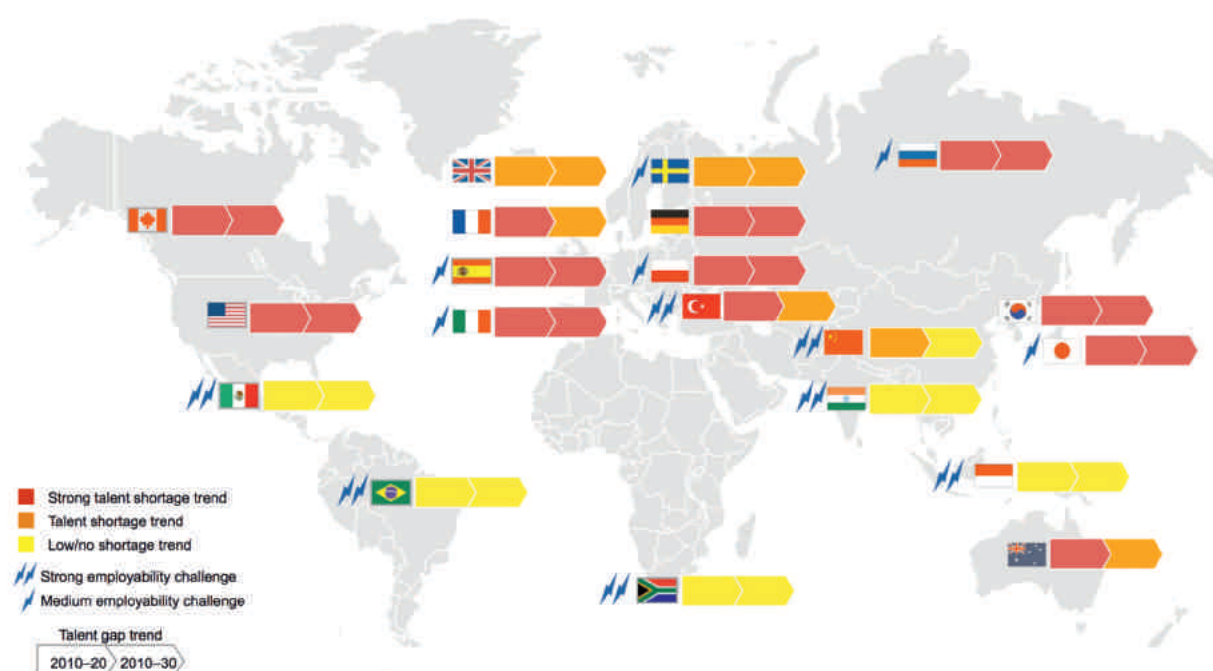 Strong talent shortage trend
Talent shortage trend
Low/no shortage trend
Strong employability challenge
Medium employability challenge
Talent gap trend
2010–20 2010–30